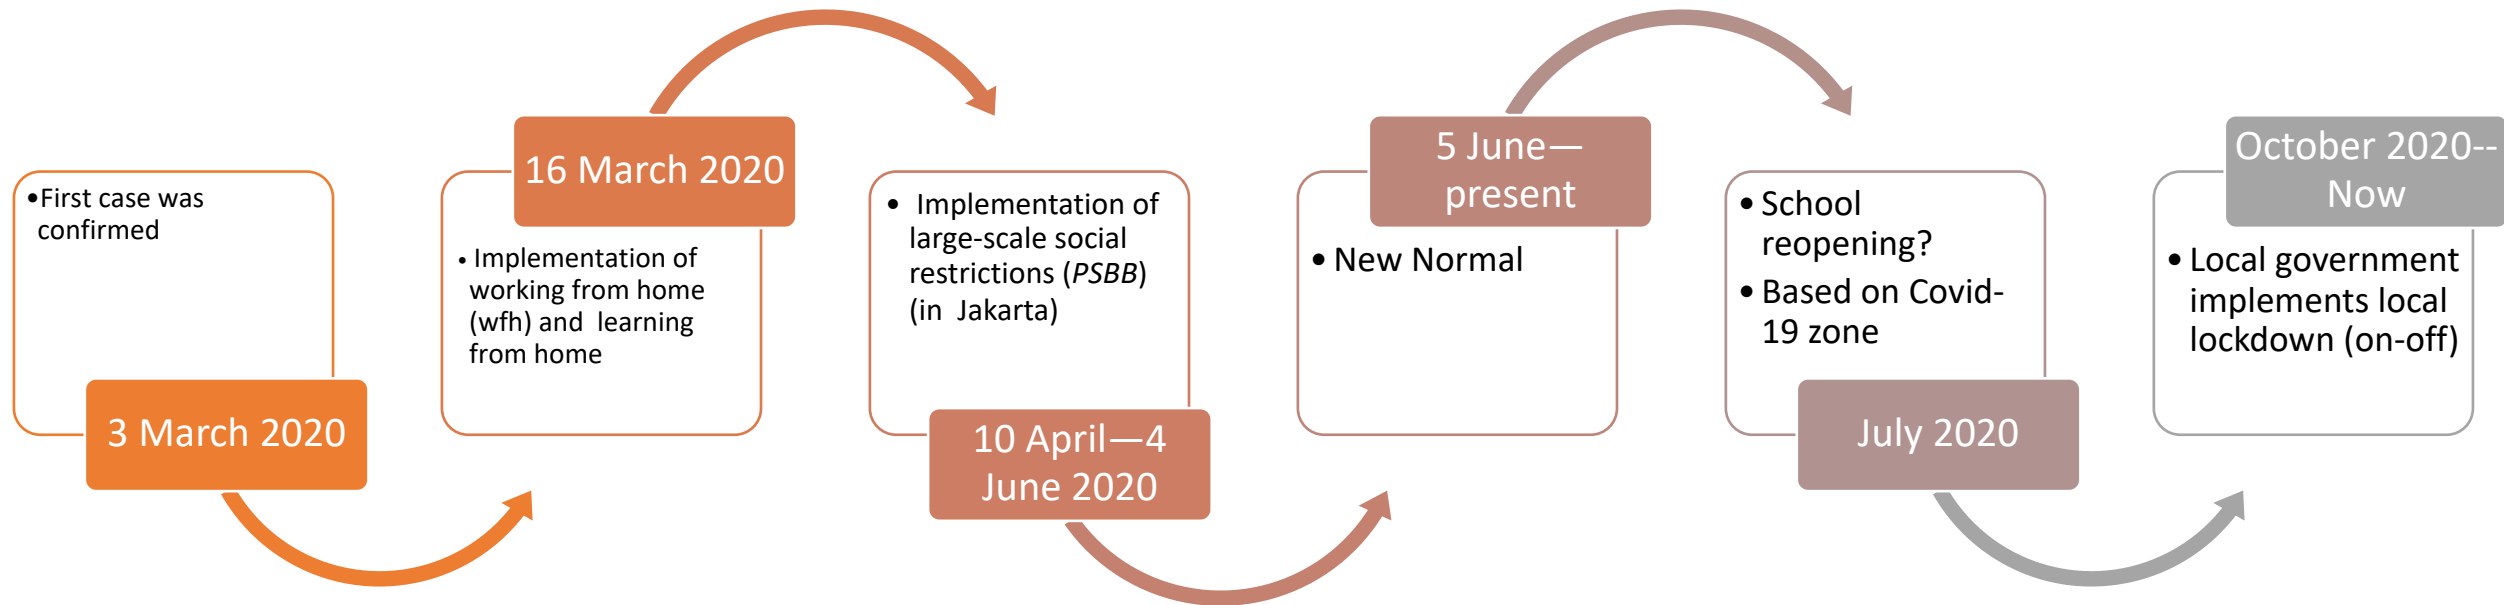 •First case was
confirmed
3 March 2020
16 March 2020
• Implementation of
working from home
(wfh) and learning
from home
• Implementation of
large-scale social
restrictions (PSBB)
(in Jakarta)
10 April—4
June 2020
5 June—
present
• New Normal
• School
reopening?
• Based on Covid-
19 zone
July 2020
October 2020--
Now
• Local government
implements local
lockdown (on-off)